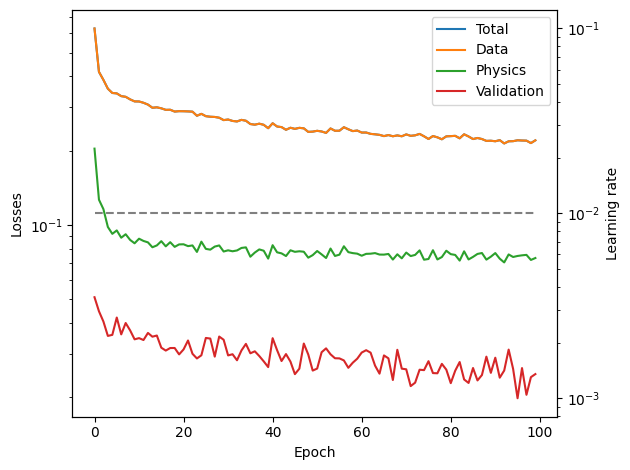 Total
Data
Physics
Validation
Losses
10⁻¹
10⁻¹
10⁻²
10⁻³
Learning rate
0 20 40 60 80 100
Epoch